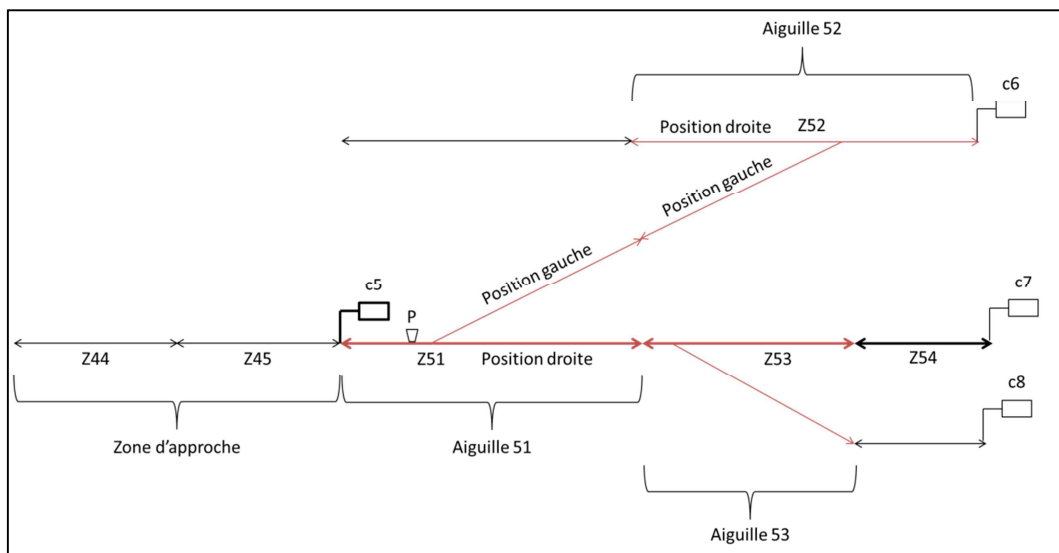 Aiguille 52
c6
Position droite Z52
Position gauche
Position gauche
c5
c7
P
Z44 Z45 Z51 Position droite Z53 Z54
c8
Zone d'approche
Aiguille 51
Aiguille 53